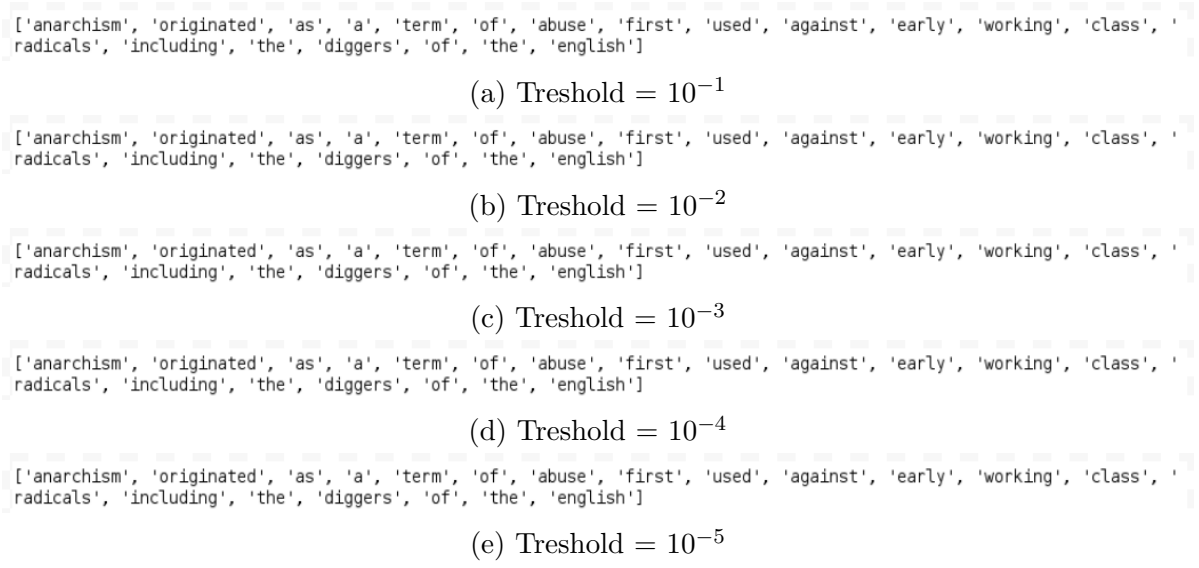 ['anarchism', 'originated', 'as', 'a', 'term', 'of', 'abuse', 'first', 'used', 'against', 'early', 'working', 'class', '
radicals', 'including', 'the', 'diggers', 'of', 'the', 'english']
(a) Treshold = 10⁻¹
['anarchism', 'originated', 'as', 'a', 'term', 'of', 'abuse', 'first', 'used', 'against', 'early', 'working', 'class', '
radicals', 'including', 'the', 'diggers', 'of', 'the', 'english']
(b) Treshold = 10⁻²
['anarchism', 'originated', 'as', 'a', 'term', 'of', 'abuse', 'first', 'used', 'against', 'early', 'working', 'class', '
radicals', 'including', 'the', 'diggers', 'of', 'the', 'english']
(c) Treshold = 10⁻³
['anarchism', 'originated', 'as', 'a', 'term', 'of', 'abuse', 'first', 'used', 'against', 'early', 'working', 'class', '
radicals', 'including', 'the', 'diggers', 'of', 'the', 'english']
(d) Treshold = 10⁻⁴
['anarchism', 'originated', 'as', 'a', 'term', 'of', 'abuse', 'first', 'used', 'against', 'early', 'working', 'class', '
radicals', 'including', 'the', 'diggers', 'of', 'the', 'english']
(e) Treshold = 10⁻⁵